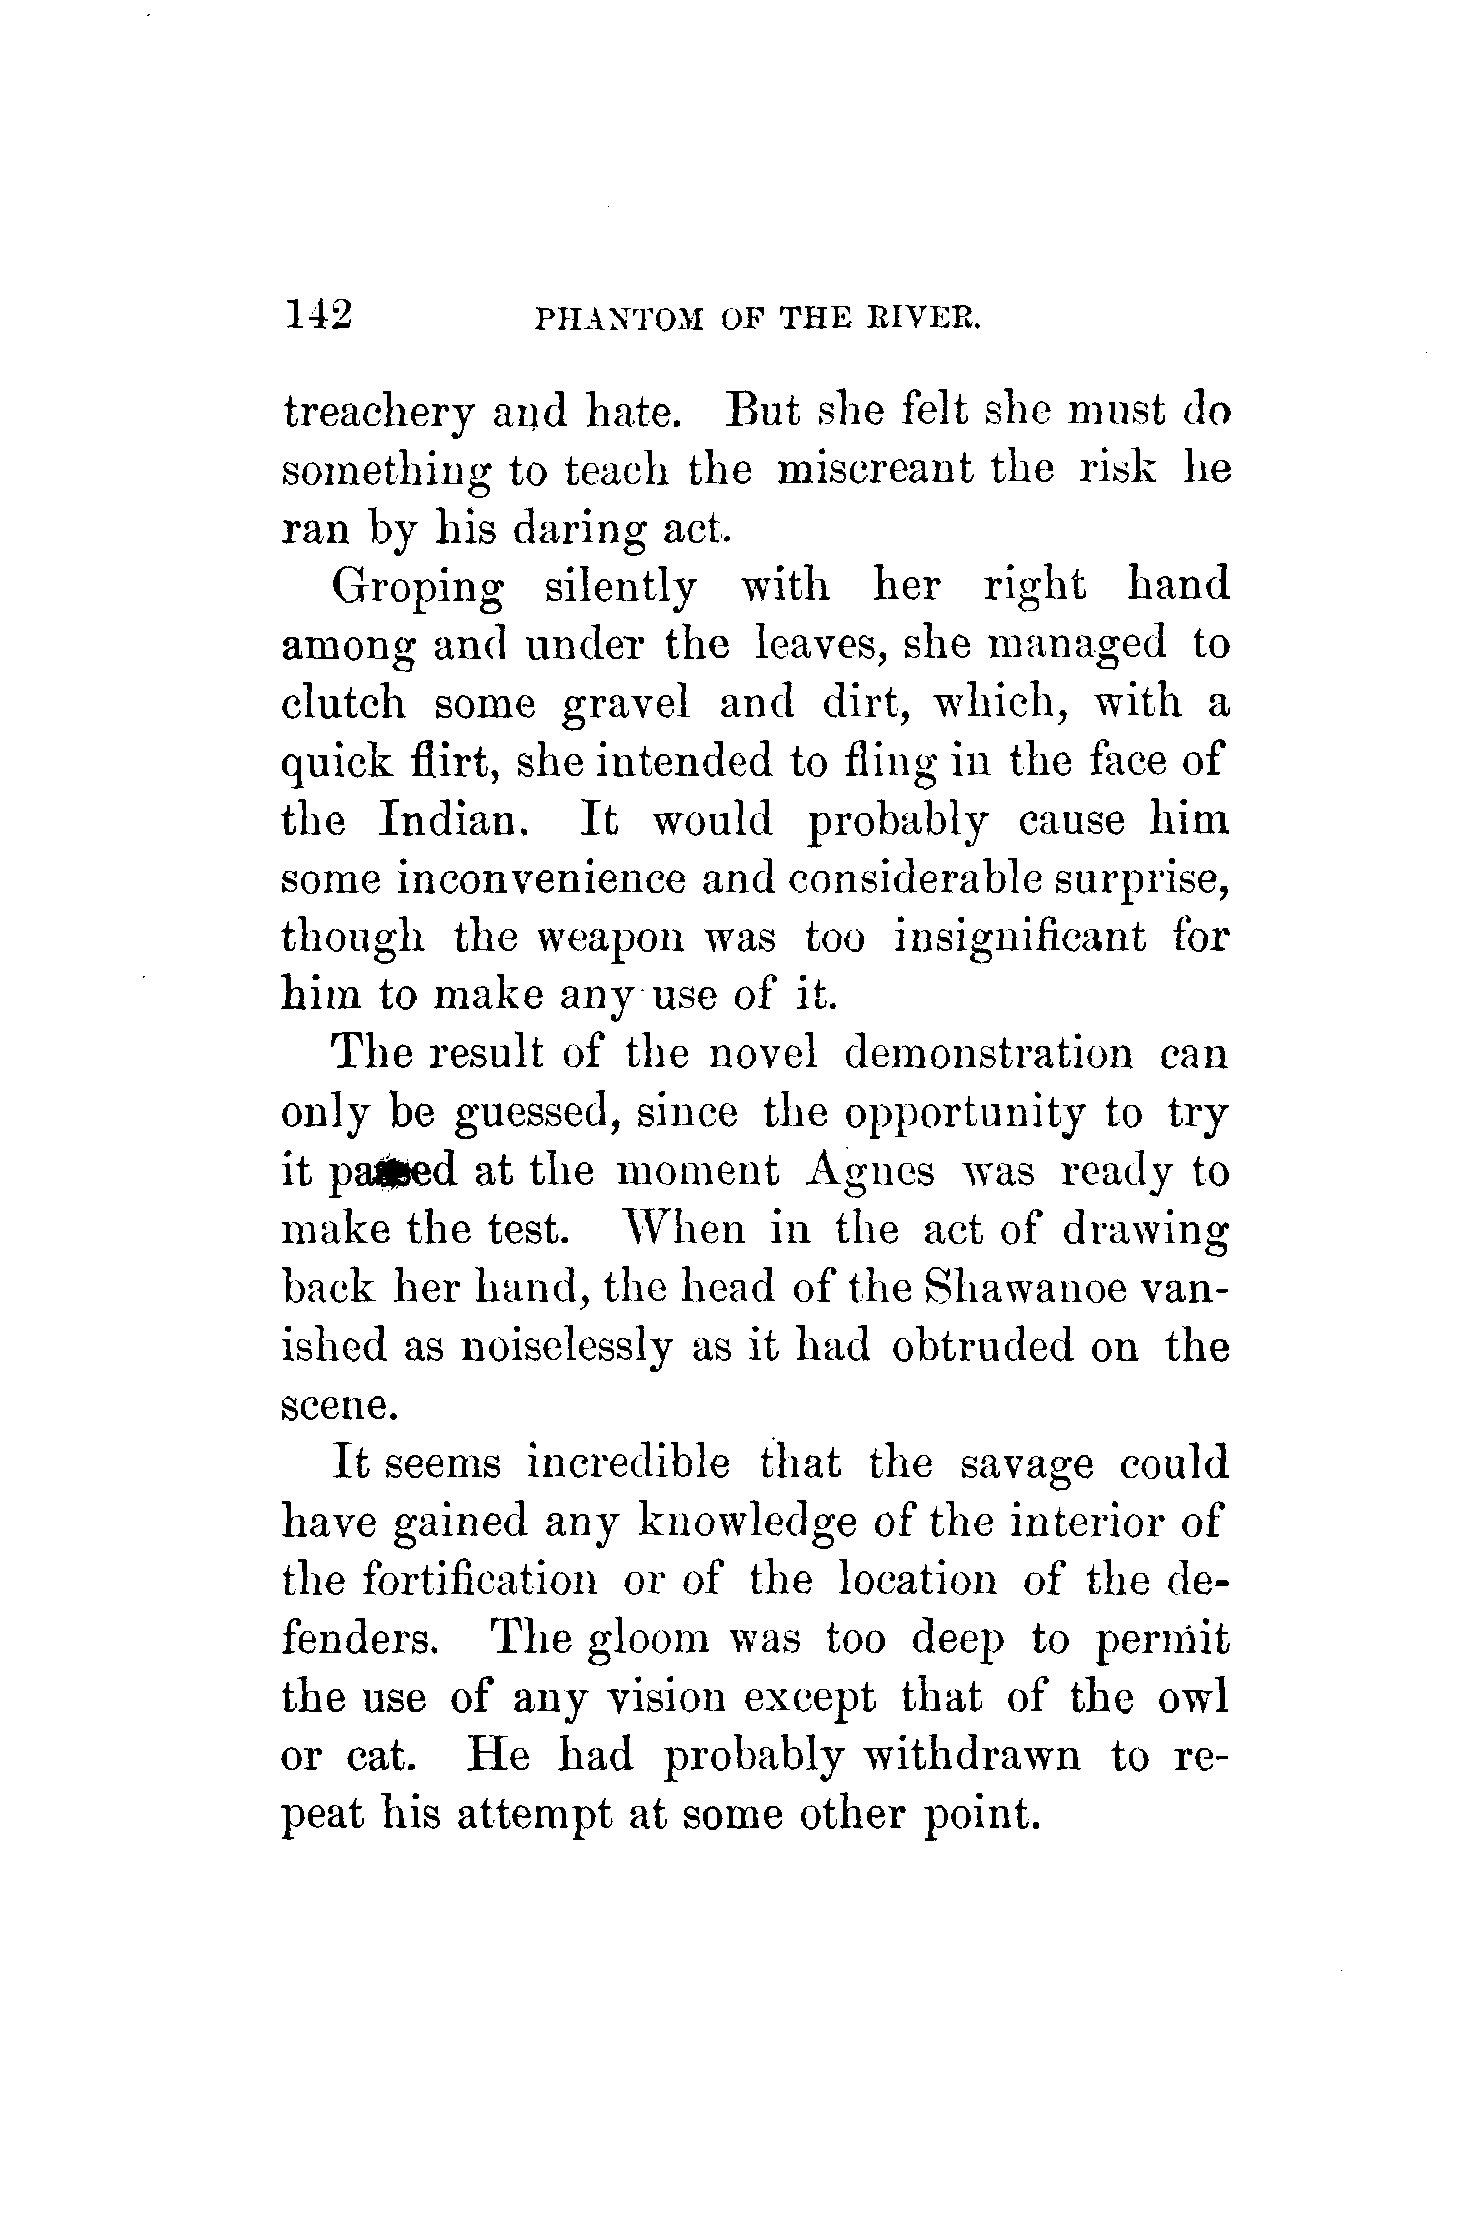 142 PHANTOM OF THE RIVER.
treachery and hate. But she felt she must do
something to teach the miscreant the risk he
ran by his daring act.
Groping silently with her right hand
among and under the leaves, she managed to
clutch some gravel and dirt, which, with a
quick flirt, she intended to fling in the face of
the Indian. It would probably cause him
some inconvenience and considerable surprise,
though the weapon was too insignificant for
him to make any use of it.
The result of the novel demonstration can
only be guessed, since the opportunity to try
it passed at the moment Agnes was ready to
make the test. When in the act of drawing
back her hand, the head of the Shawanoe van-
ished as noiselessly as it had obtruded on the
scene.
It seems incredible that the savage could
have gained any knowledge of the interior of
the fortification or of the location of the de-
fenders. The gloom was too deep to permit
the use of any vision except that of the owl
or cat. He had probably withdrawn to re-
peat his attempt at some other point.